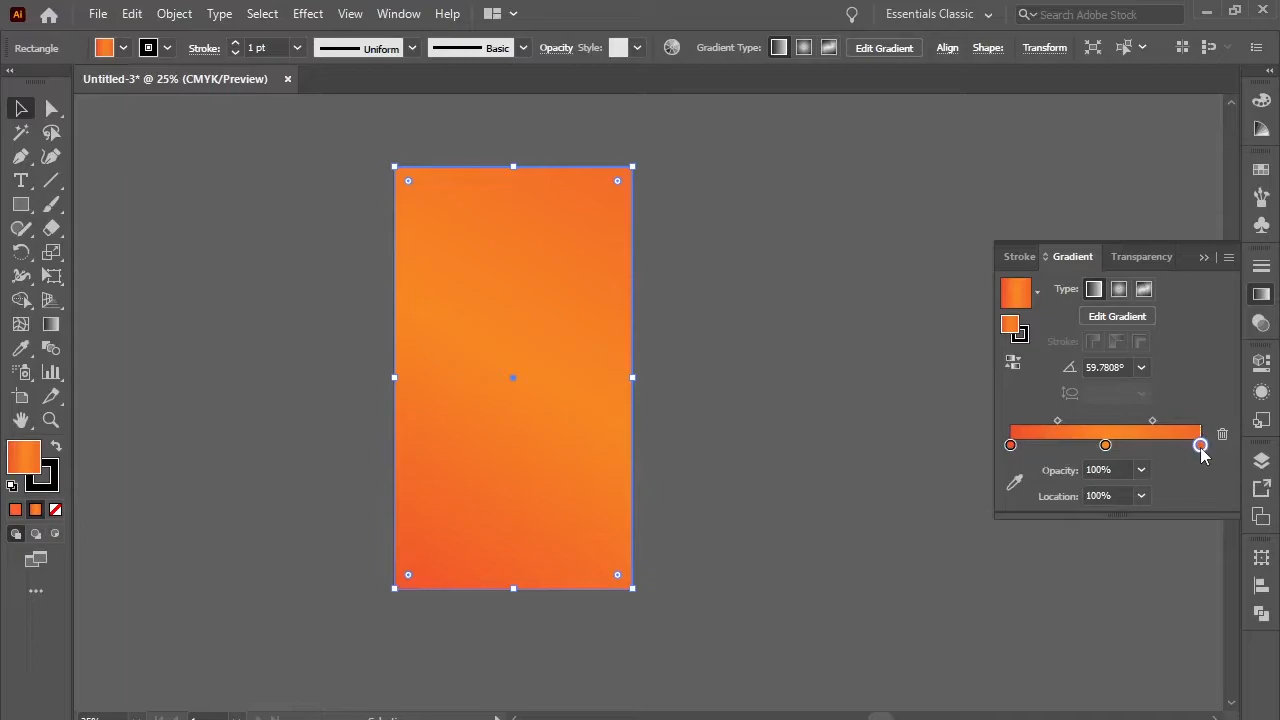 Ai File Edit Object Type Select Effect View Window Help Essentials Classic Search Adobe Stock
Rectangle Stroke: 1 pt Uniform Basic Opacity Style: Gradient Type: Edit Gradient Align Shape: Transform
Untitled-3* @ 25% (CMYK/Preview) ×
Stroke Gradient Transparency
Type:
Edit Gradient
Stroke:
59.7808°
Opacity: 100%
Location: 100%